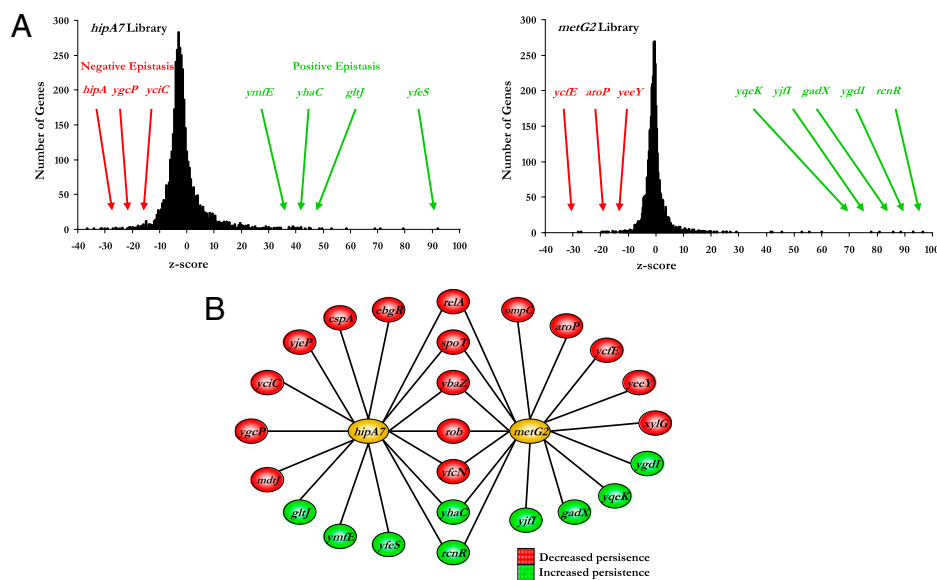 A
hipA7 Library
Number of Genes
300
250
200
150
100
50
0
Negative Epistasis
hipA ygcP yciC
Positive Epistasis
ymfE yhaC gltJ yfeS
-40 -30 -20 -10 0 10 20 30 40 50 60 70 80 90 100
z-score
metG2 Library
Number of Genes
300
250
200
150
100
50
0
ycfE aroP yeeY
yqcK yjfI gadX ygdI rcnR
-40 -30 -20 -10 0 10 20 30 40 50 60 70 80 90 100
z-score
B
relA
ebgR
ompC
cspA
aroP
yjeP
spoT
ycfE
yciC
ybaZ
yeeY
ygcP
hipA7
rob
metG2
xylG
mdtJ
yfcN
ygdI
gltJ
yhaC
yqcK
ymfE
yfeS
yjfI
gadX
rcnR
Decreased persisence
Increased persistence